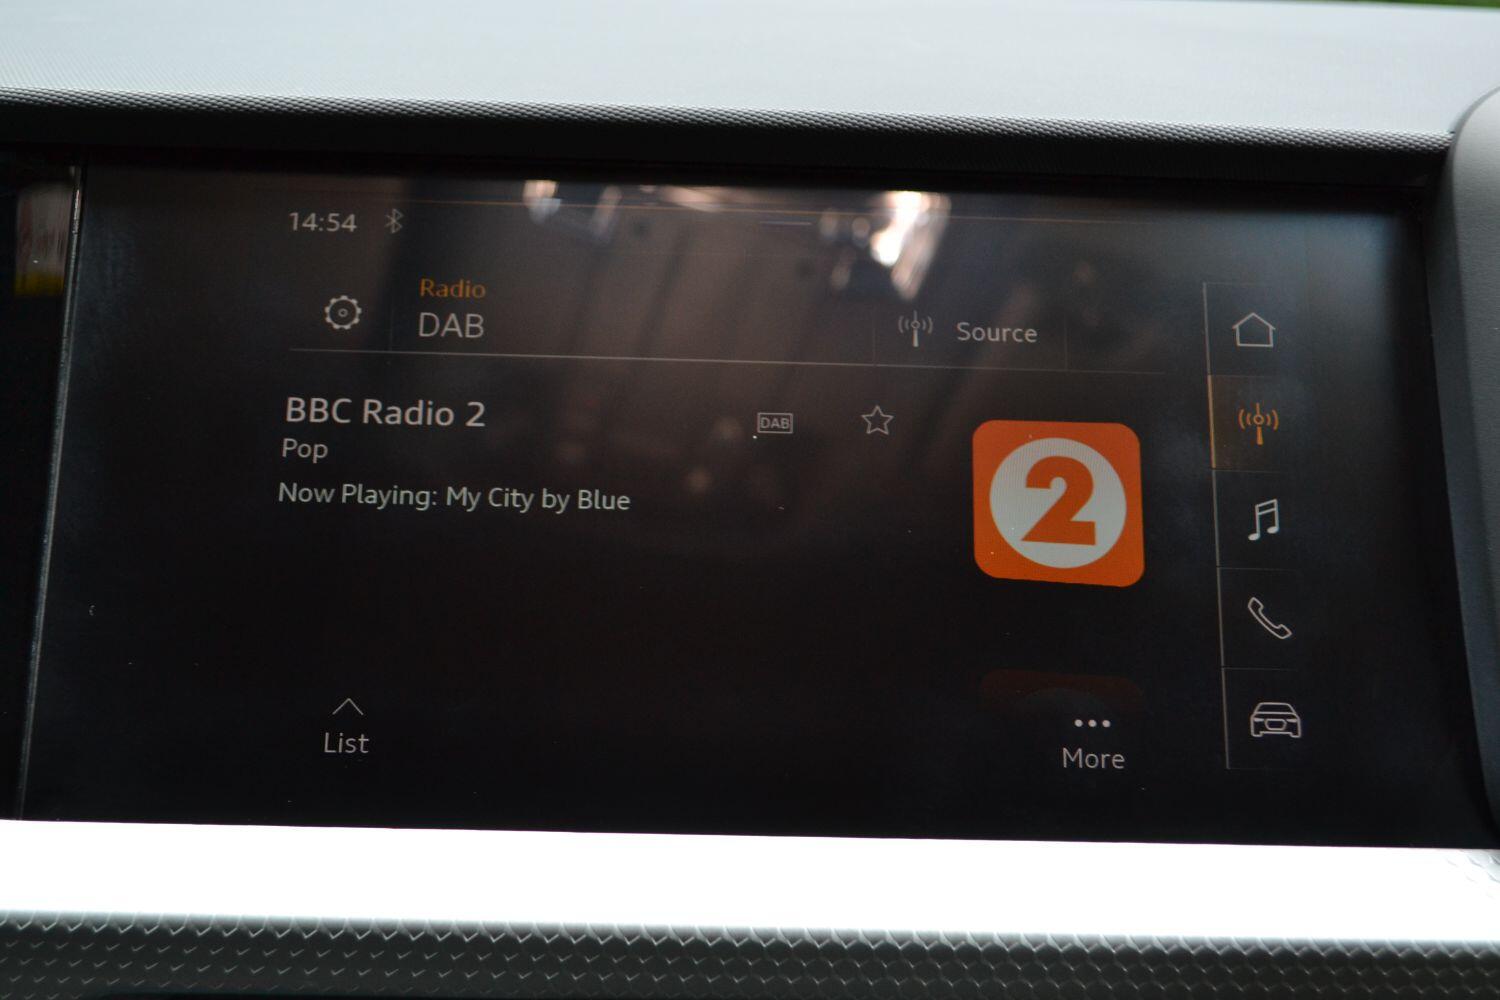 14:54
Radio
DAB
Source
BBC Radio 2
DAB
Pop
Now Playing: My City by Blue
2
List
More